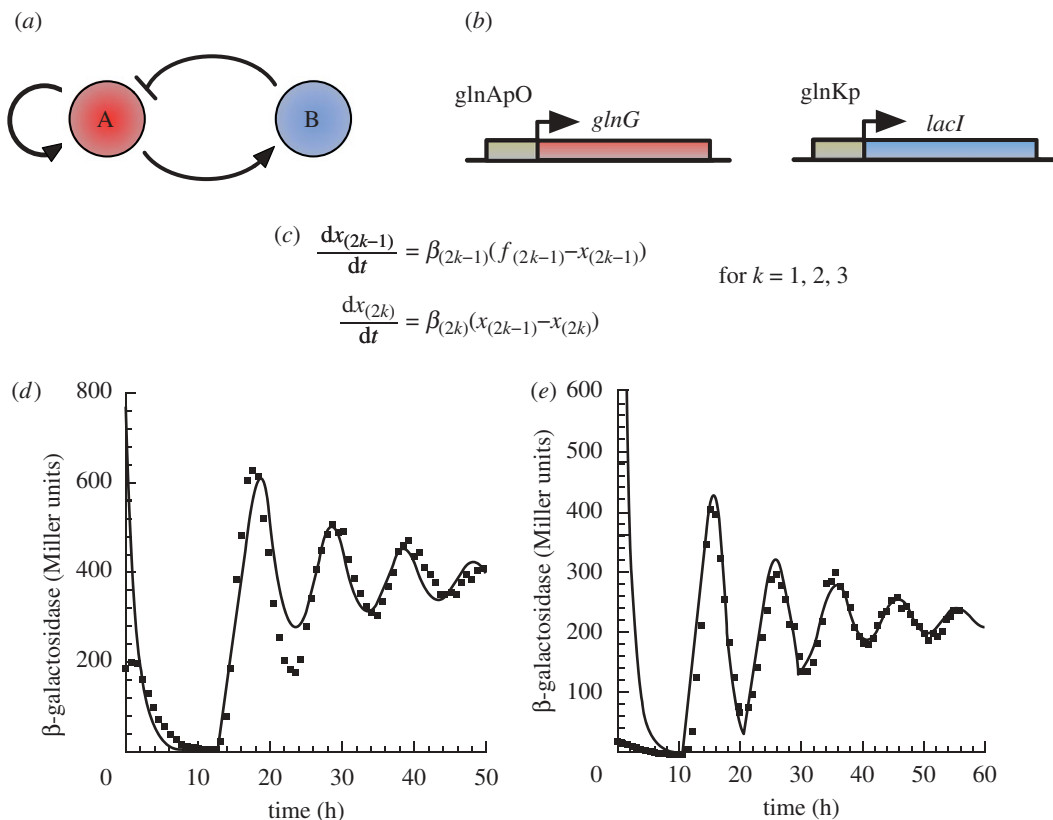 (a)
A
B
(b)
glnApO
glnG
glnKp
lacI
(c) dx(2k−1)/dt = β(2k−1)(f(2k−1)−x(2k−1))
for k = 1, 2, 3
dx(2k)/dt = β(2k)(x(2k−1)−x(2k))
(d)
β-galactosidase (Miller units)
800
600
400
200
0
10
20
30
40
50
time (h)
(e)
β-galactosidase (Miller units)
600
500
400
300
200
100
0
10
20
30
40
50
60
time (h)